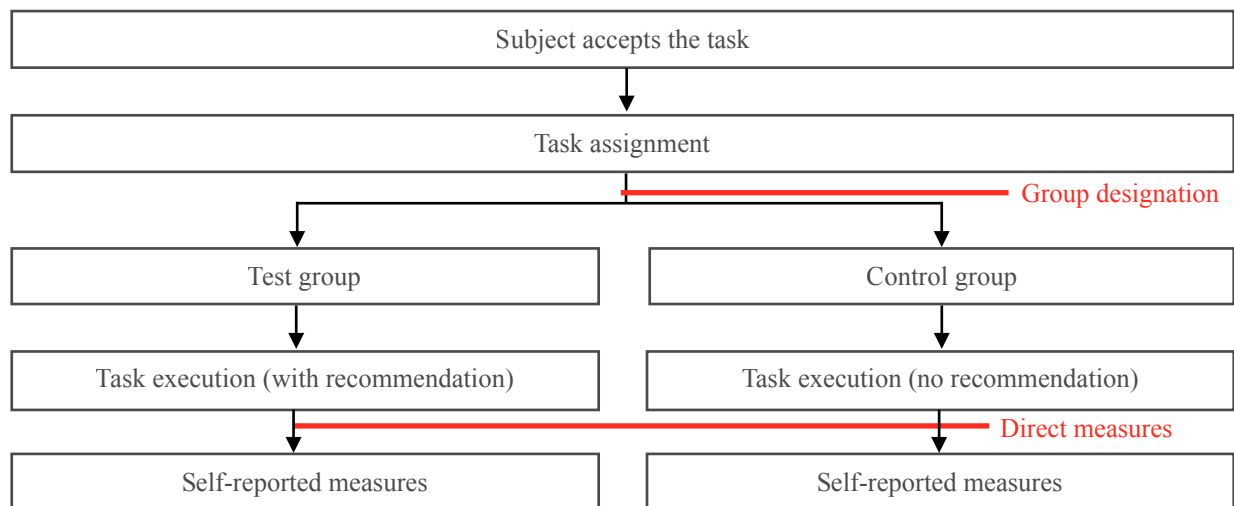 Subject accepts the task
Task assignment
Group designation
Test group
Control group
Task execution (with recommendation)
Task execution (no recommendation)
Direct measures
Self-reported measures
Self-reported measures